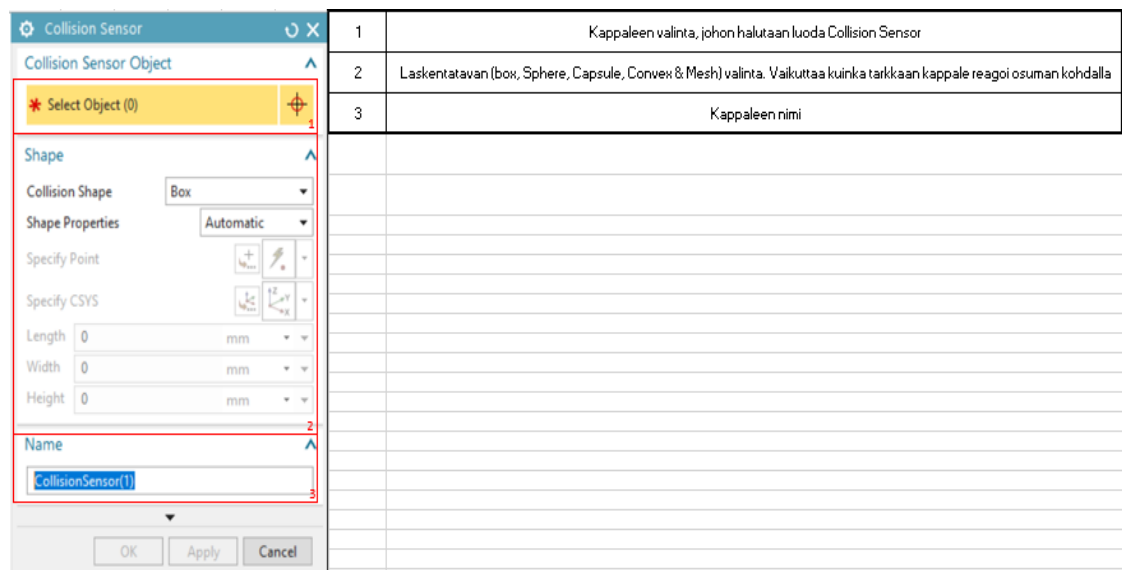 Collision Sensor
Collision Sensor Object
* Select Object (0)
1
Shape
Collision Shape Box
Shape Properties Automatic
Specify Point
Specify CSYS
Z
Y
X
Length 0 mm
Width 0 mm
Height 0 mm
2
Name
CollisionSensor(1)
3
OK Apply Cancel
1 Kappaleen valinta, johon halutaan luoda Collision Sensor
2 Laskentatavan (box, Sphere, Capsule, Convex & Mesh) valinta. Vaikuttaa kuinka tarkkaan kappale reagoi osuman kohdalla
3 Kappaleen nimi